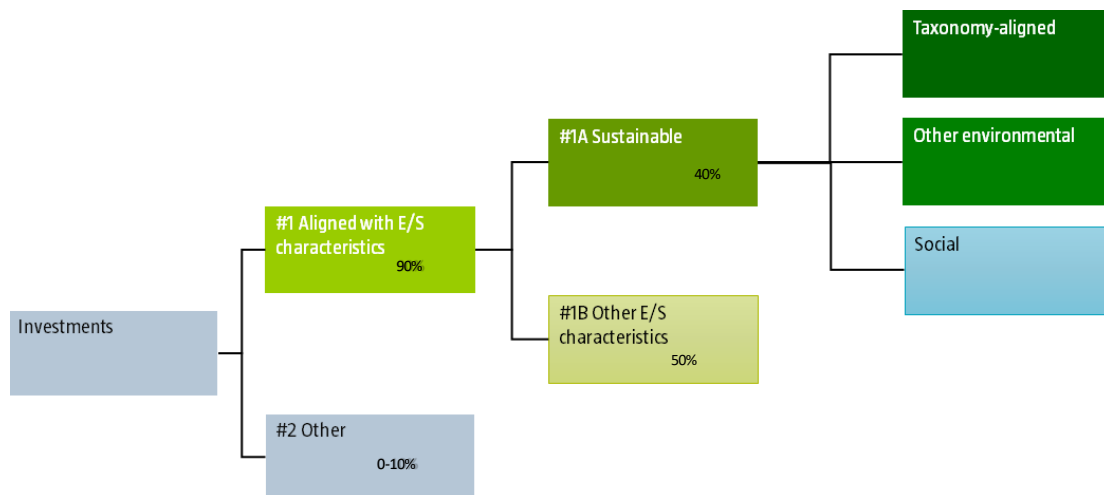 Taxonomy-aligned
#1A Sustainable
40%
Other environmental
#1 Aligned with E/S
characteristics
90%
Social
Investments
#1B Other E/S
characteristics
50%
#2 Other
0-10%